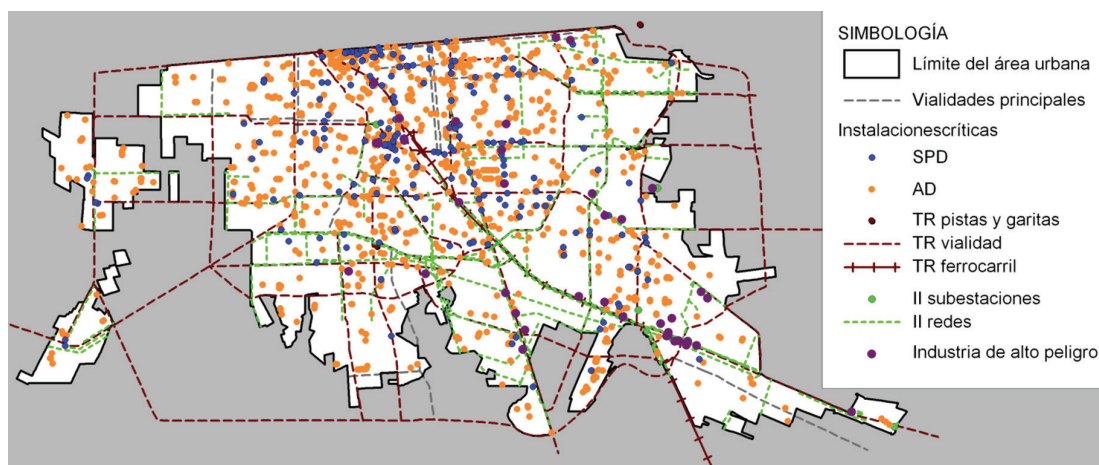 SIMBOLOGÍA
Límite del área urbana
Vialidades principales
Instalacionescríticas
SPD
AD
TR pistas y garitas
TR vialidad
TR ferrocarril
II subestaciones
II redes
Industria de alto peligro